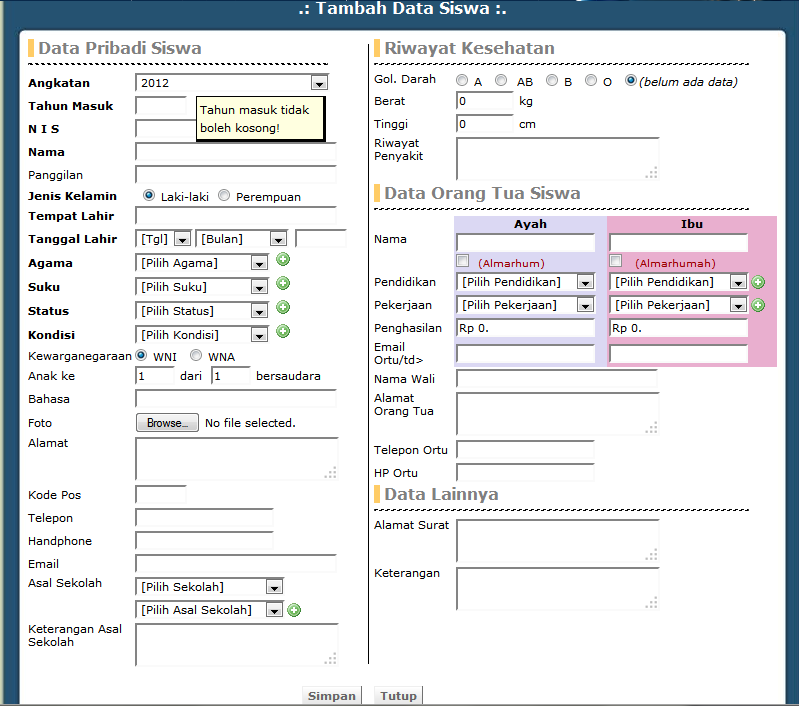 .: Tambah Data Siswa :.
Data Pribadi Siswa
Angkatan 2012
Tahun Masuk
Tahun masuk tidak
boleh kosong!
N I S
Nama
Panggilan
Jenis Kelamin Laki-laki Perempuan
Tempat Lahir
Tanggal Lahir [Tgl] [Bulan]
Agama [Pilih Agama]
Suku [Pilih Suku]
Status [Pilih Status]
Kondisi [Pilih Kondisi]
Kewarganegaraan WNI WNA
Anak ke 1 dari 1 bersaudara
Bahasa
Foto Browse... No file selected.
Alamat
Kode Pos
Telepon
Handphone
Email
Asal Sekolah [Pilih Sekolah]
[Pilih Asal Sekolah]
Keterangan Asal
Sekolah
Riwayat Kesehatan
Gol. Darah A AB B O (belum ada data)
Berat 0 kg
Tinggi 0 cm
Riwayat
Penyakit
Data Orang Tua Siswa
Ayah Ibu
Nama
(Almarhum) (Almarhumah)
Pendidikan [Pilih Pendidikan] [Pilih Pendidikan]
Pekerjaan [Pilih Pekerjaan] [Pilih Pekerjaan]
Penghasilan Rp 0. Rp 0.
Email
Ortu/td>
Nama Wali
Alamat
Orang Tua
Telepon Ortu
HP Ortu
Data Lainnya
Alamat Surat
Keterangan
Simpan Tutup